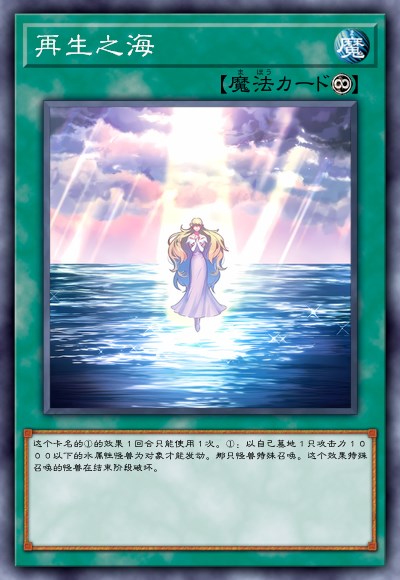 再生之海
魔
【魔法カード】
まほう
这个卡名的①的效果1回合只能使用1次。①：以自己墓地1只攻击力10
00以下的水属性怪兽为对象才能发动。那只怪兽特殊召唤。这个效果特殊
召唤的怪兽在结束阶段破坏。